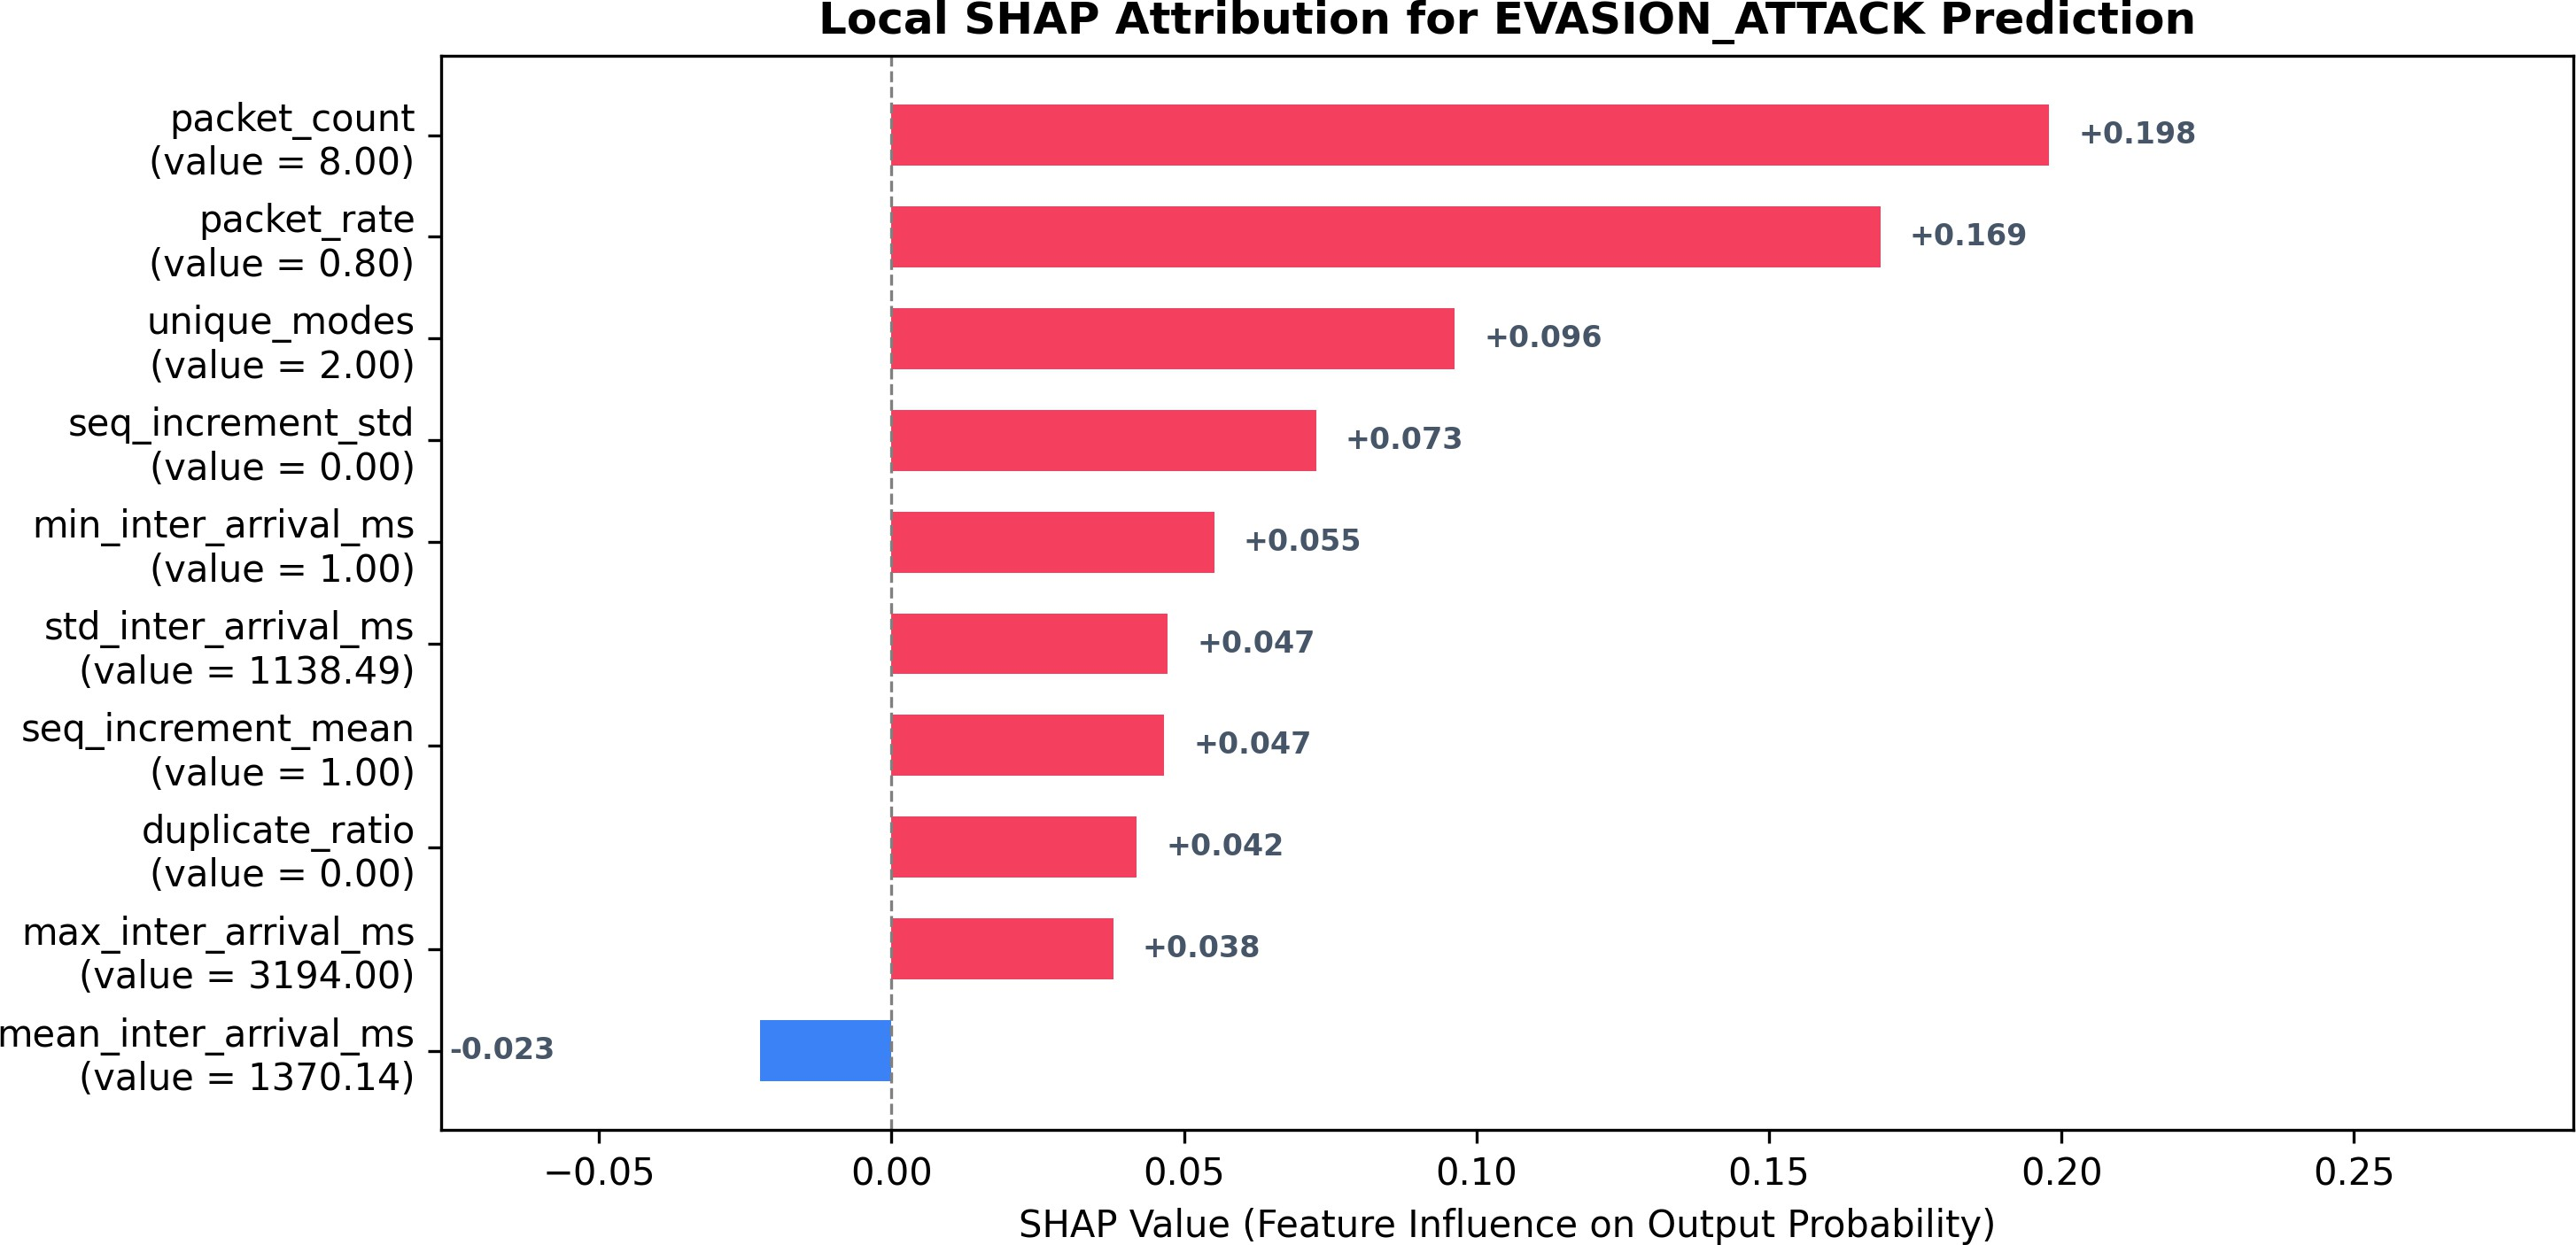 Local SHAP Attribution for EVASION_ATTACK Prediction
packet_count
(value = 8.00)
+0.198
packet_rate
(value = 0.80)
+0.169
unique_modes
(value = 2.00)
+0.096
seq_increment_std
(value = 0.00)
+0.073
min_inter_arrival_ms
(value = 1.00)
+0.055
std_inter_arrival_ms
(value = 1138.49)
+0.047
seq_increment_mean
(value = 1.00)
+0.047
duplicate_ratio
(value = 0.00)
+0.042
max_inter_arrival_ms
(value = 3194.00)
+0.038
mean_inter_arrival_ms
(value = 1370.14)
-0.023
−0.05 0.00 0.05 0.10 0.15 0.20 0.25
SHAP Value (Feature Influence on Output Probability)